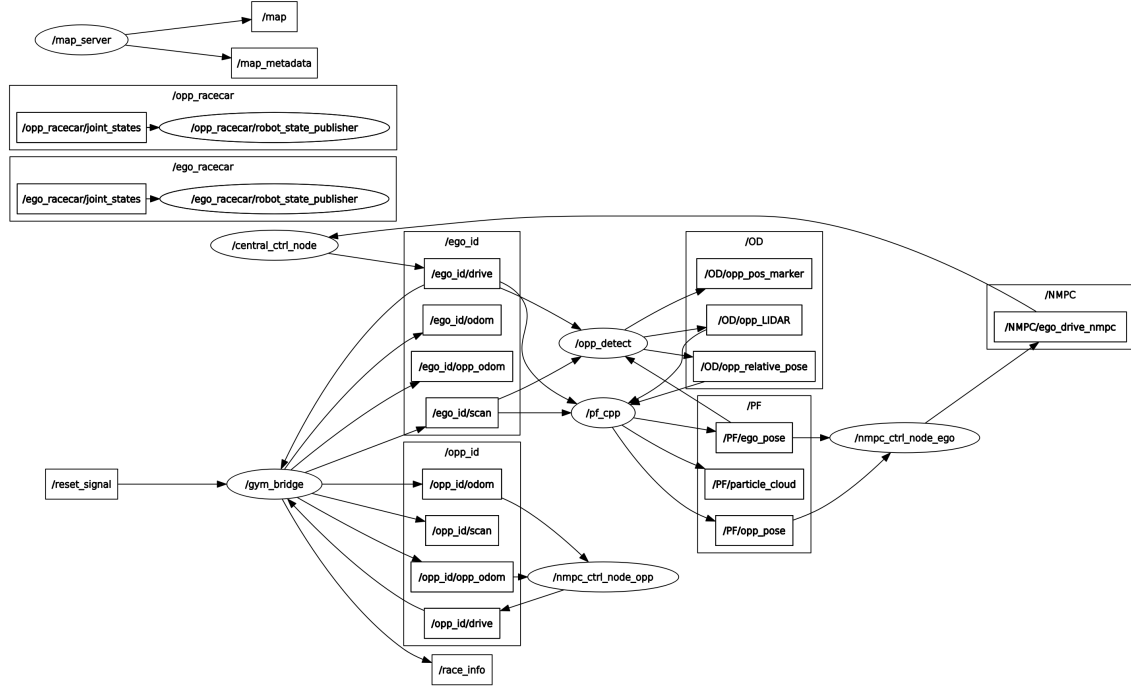 /map
/map_server
/map_metadata
/opp_racecar
/opp_racecar/joint_states
/opp_racecar/robot_state_publisher
/ego_racecar
/ego_racecar/joint_states
/ego_racecar/robot_state_publisher
/central_ctrl_node
/ego_id
/ego_id/drive
/ego_id/odom
/ego_id/opp_odom
/ego_id/scan
/OD
/OD/opp_pos_marker
/OD/opp_LIDAR
/OD/opp_relative_pose
/opp_detect
/pf_cpp
/NMPC
/NMPC/ego_drive_nmpc
/PF
/PF/ego_pose
/PF/particle_cloud
/PF/opp_pose
/nmpc_ctrl_node_ego
/reset_signal
/gym_bridge
/opp_id
/opp_id/odom
/opp_id/scan
/opp_id/opp_odom
/opp_id/drive
/nmpc_ctrl_node_opp
/race_info